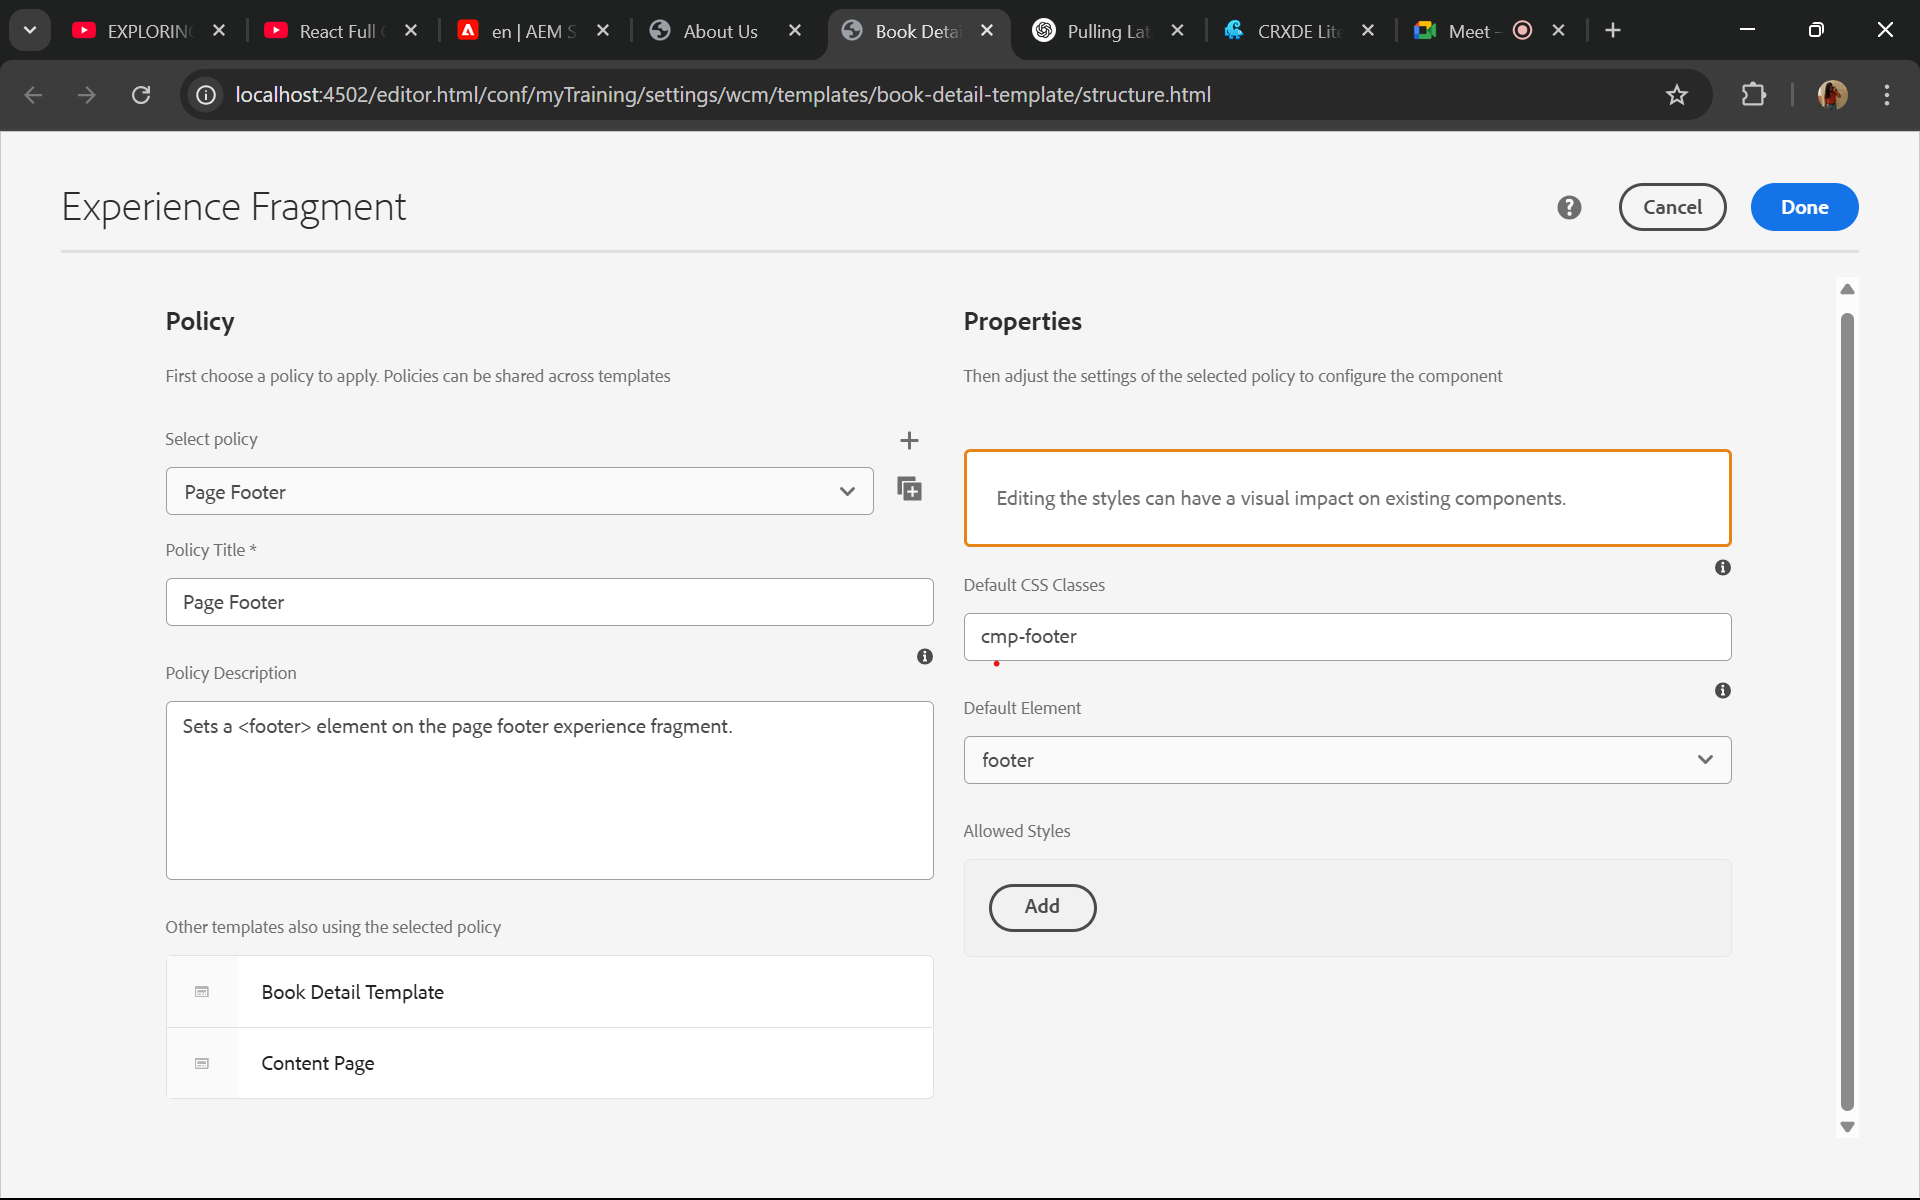 EXPLORIN
React Full
en | AEM S
About Us
Book Deta
Pulling Lat
CRXDE Lite
Meet -
localhost:4502/editor.html/conf/myTraining/settings/wcm/templates/book-detail-template/structure.html
Experience Fragment
Cancel
Done
Policy
First choose a policy to apply. Policies can be shared across templates
Select policy
Page Footer
Policy Title *
Page Footer
Policy Description
Sets a <footer> element on the page footer experience fragment.
Other templates also using the selected policy
Book Detail Template
Content Page
Properties
Then adjust the settings of the selected policy to configure the component
Editing the styles can have a visual impact on existing components.
Default CSS Classes
cmp-footer
Default Element
footer
Allowed Styles
Add